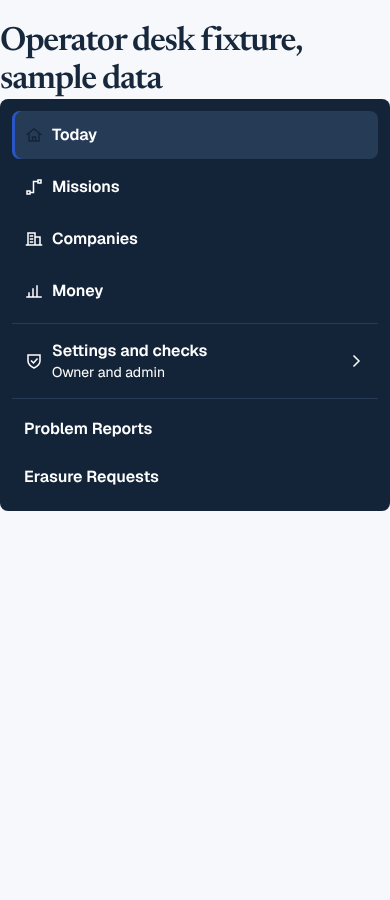 Operator desk fixture,
sample data
Today
Missions
Companies
Money
Settings and checks
Owner and admin
Problem Reports
Erasure Requests